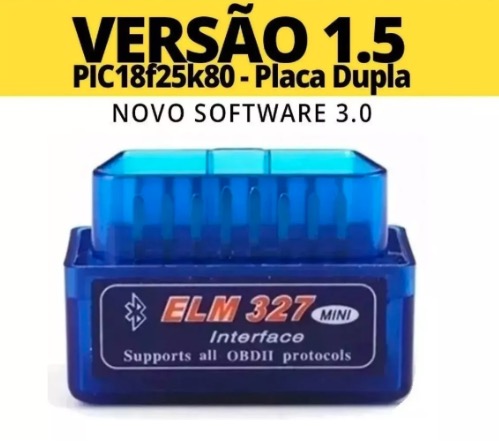 VERSÃO 1.5
PIC18f25k80 - Placa Dupla
NOVO SOFTWARE 3.0
ELM 327 MINI
Interface
Supports all OBDII protocols